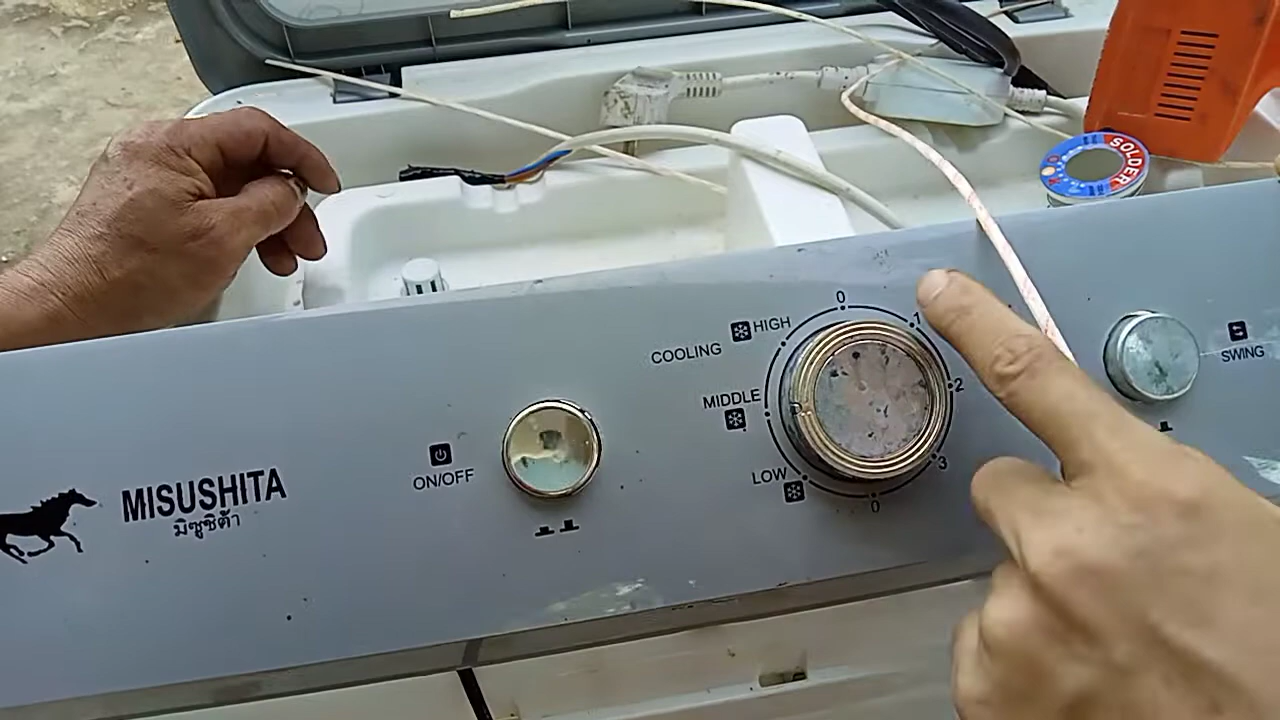 SOLDER
0
HIGH
COOLING
1
MIDDLE
2
SWING
LOW
3
0
ON/OFF
MISUSHITA
มิซูชิต้า